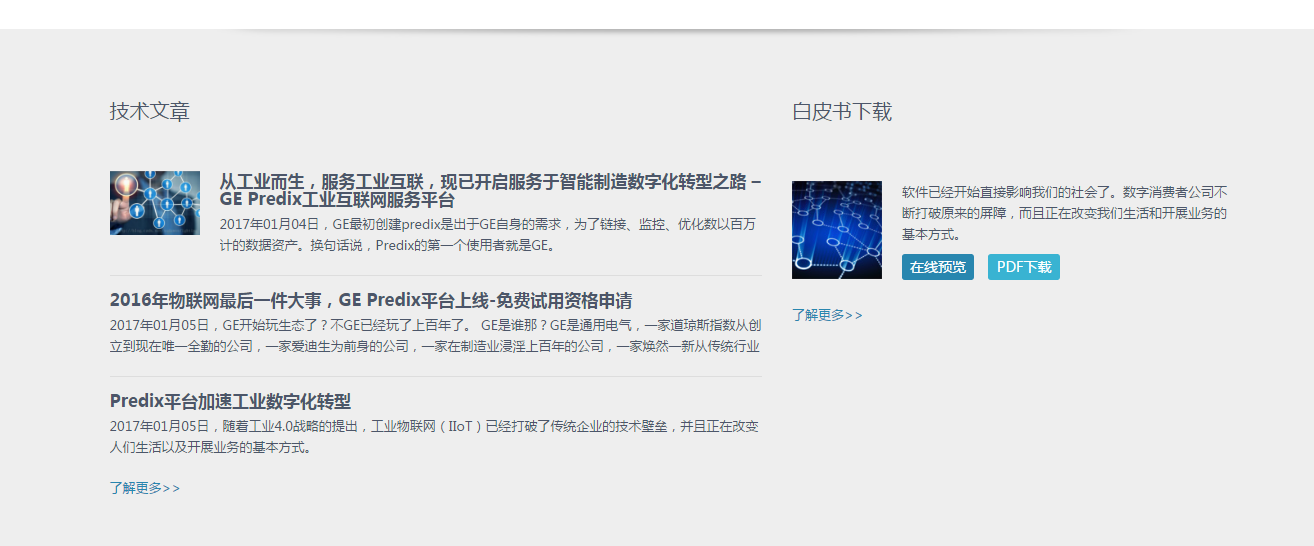 技术文章
从工业而生，服务工业互联，现已开启服务于智能制造数字化转型之路 –
GE Predix工业互联网服务平台
2017年01月04日，GE最初创建predix是出于GE自身的需求，为了链接、监控、优化数以百万
计的数据资产。换句话说，Predix的第一个使用者就是GE。
2016年物联网最后一件大事，GE Predix平台上线-免费试用资格申请
2017年01月05日，GE开始玩生态了？不GE已经玩了上百年了。 GE是谁那？GE是通用电气，一家道琼斯指数从创
立到现在唯一全勤的公司，一家爱迪生为前身的公司，一家在制造业浸淫上百年的公司，一家焕然一新从传统行业
Predix平台加速工业数字化转型
2017年01月05日，随着工业4.0战略的提出，工业物联网（IIoT）已经打破了传统企业的技术壁垒，并且正在改变
人们生活以及开展业务的基本方式。
了解更多>>
白皮书下载
软件已经开始直接影响我们的社会了。数字消费者公司不
断打破原来的屏障，而且正在改变我们生活和开展业务的
基本方式。
在线预览 PDF下载
了解更多>>